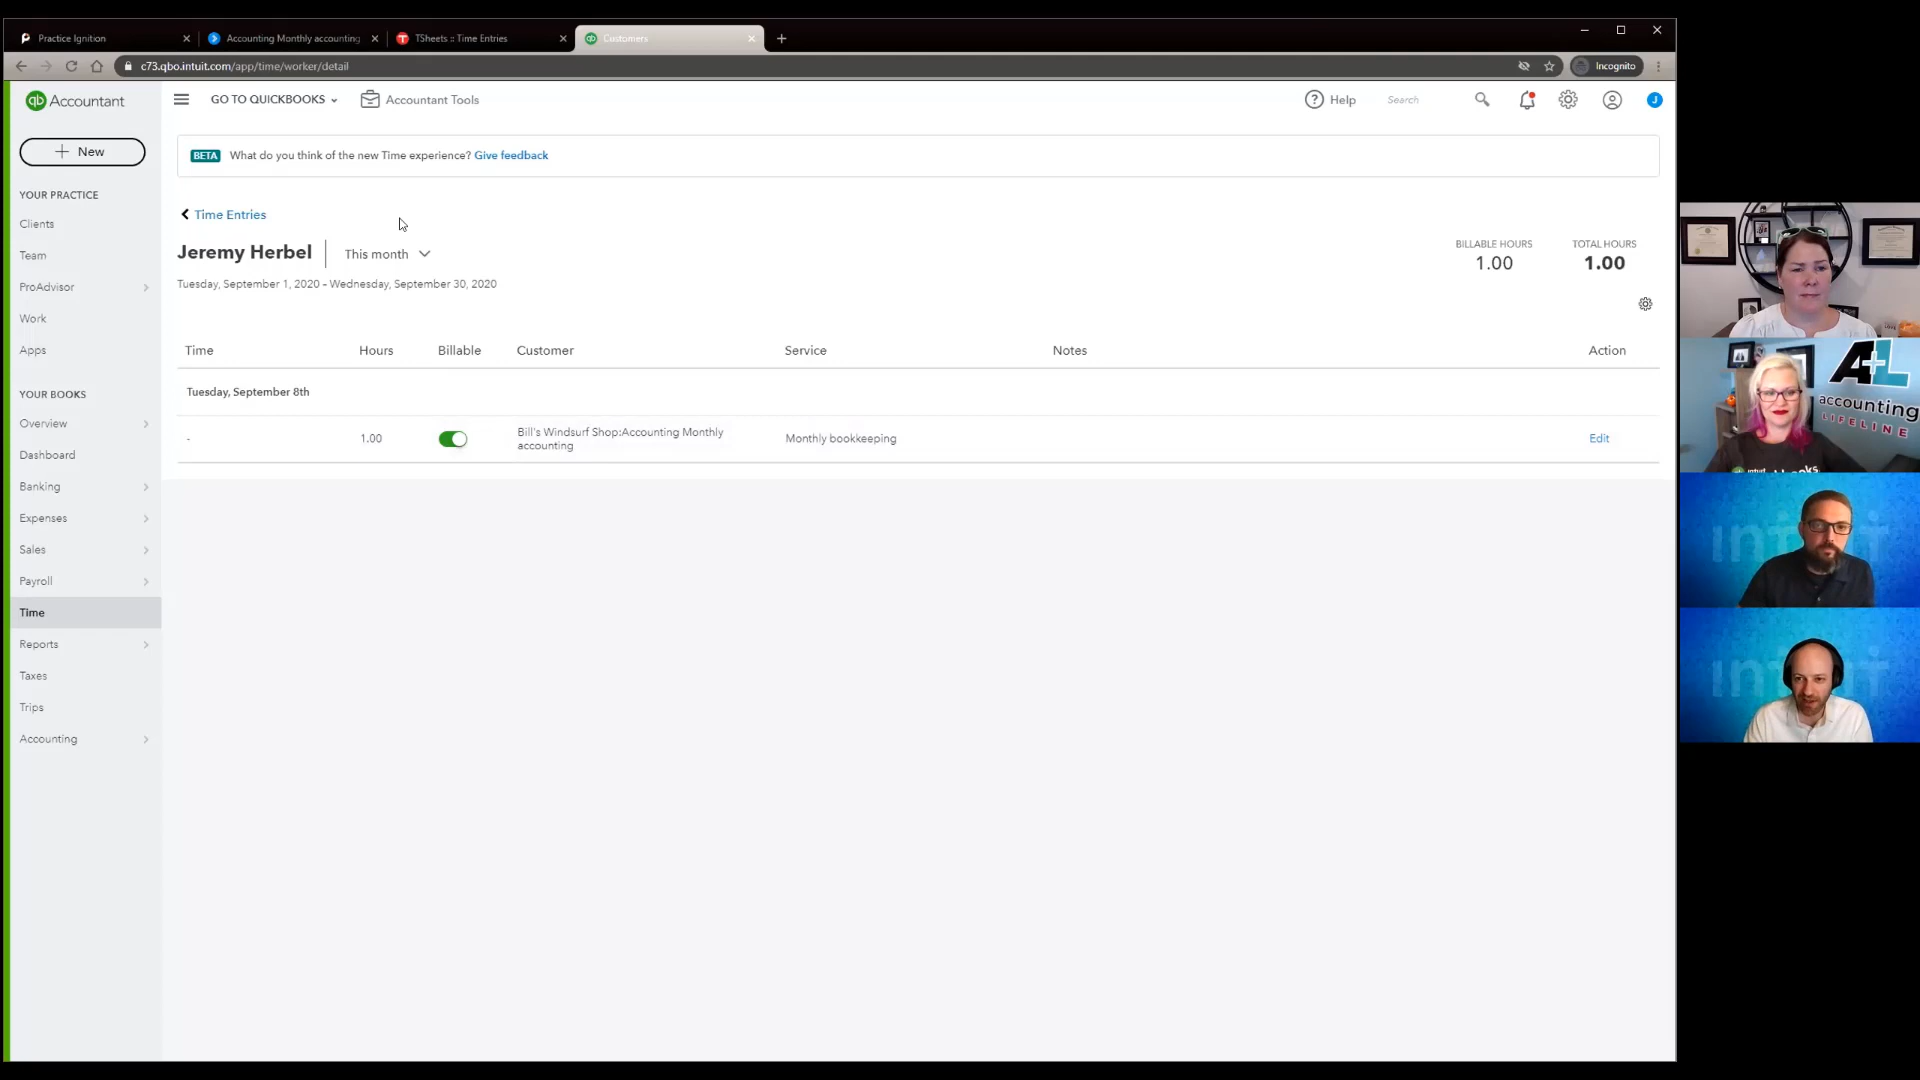 Practice Ignition
Accounting Monthly accounting
TSheets :: Time Entries
Customers
c73.qbo.intuit.com/app/time/worker/detail
Incognito
qb Accountant
GO TO QUICKBOOKS
Accountant Tools
Help
Search
J
+ New
BETA What do you think of the new Time experience? Give feedback
YOUR PRACTICE
Clients
Team
ProAdvisor
Work
Apps
YOUR BOOKS
Overview
Dashboard
Banking
Expenses
Sales
Payroll
Time
Reports
Taxes
Trips
Accounting
Time Entries
Jeremy Herbel
This month
Tuesday, September 1, 2020 - Wednesday, September 30, 2020
BILLABLE HOURS
1.00
TOTAL HOURS
1.00
Time Hours Billable Customer Service Notes Action
Tuesday, September 8th
- 1.00 Bill's Windsurf Shop:Accounting Monthly
accounting
Monthly bookkeeping
Edit
A+L
accounting
LIFELINE
intuit